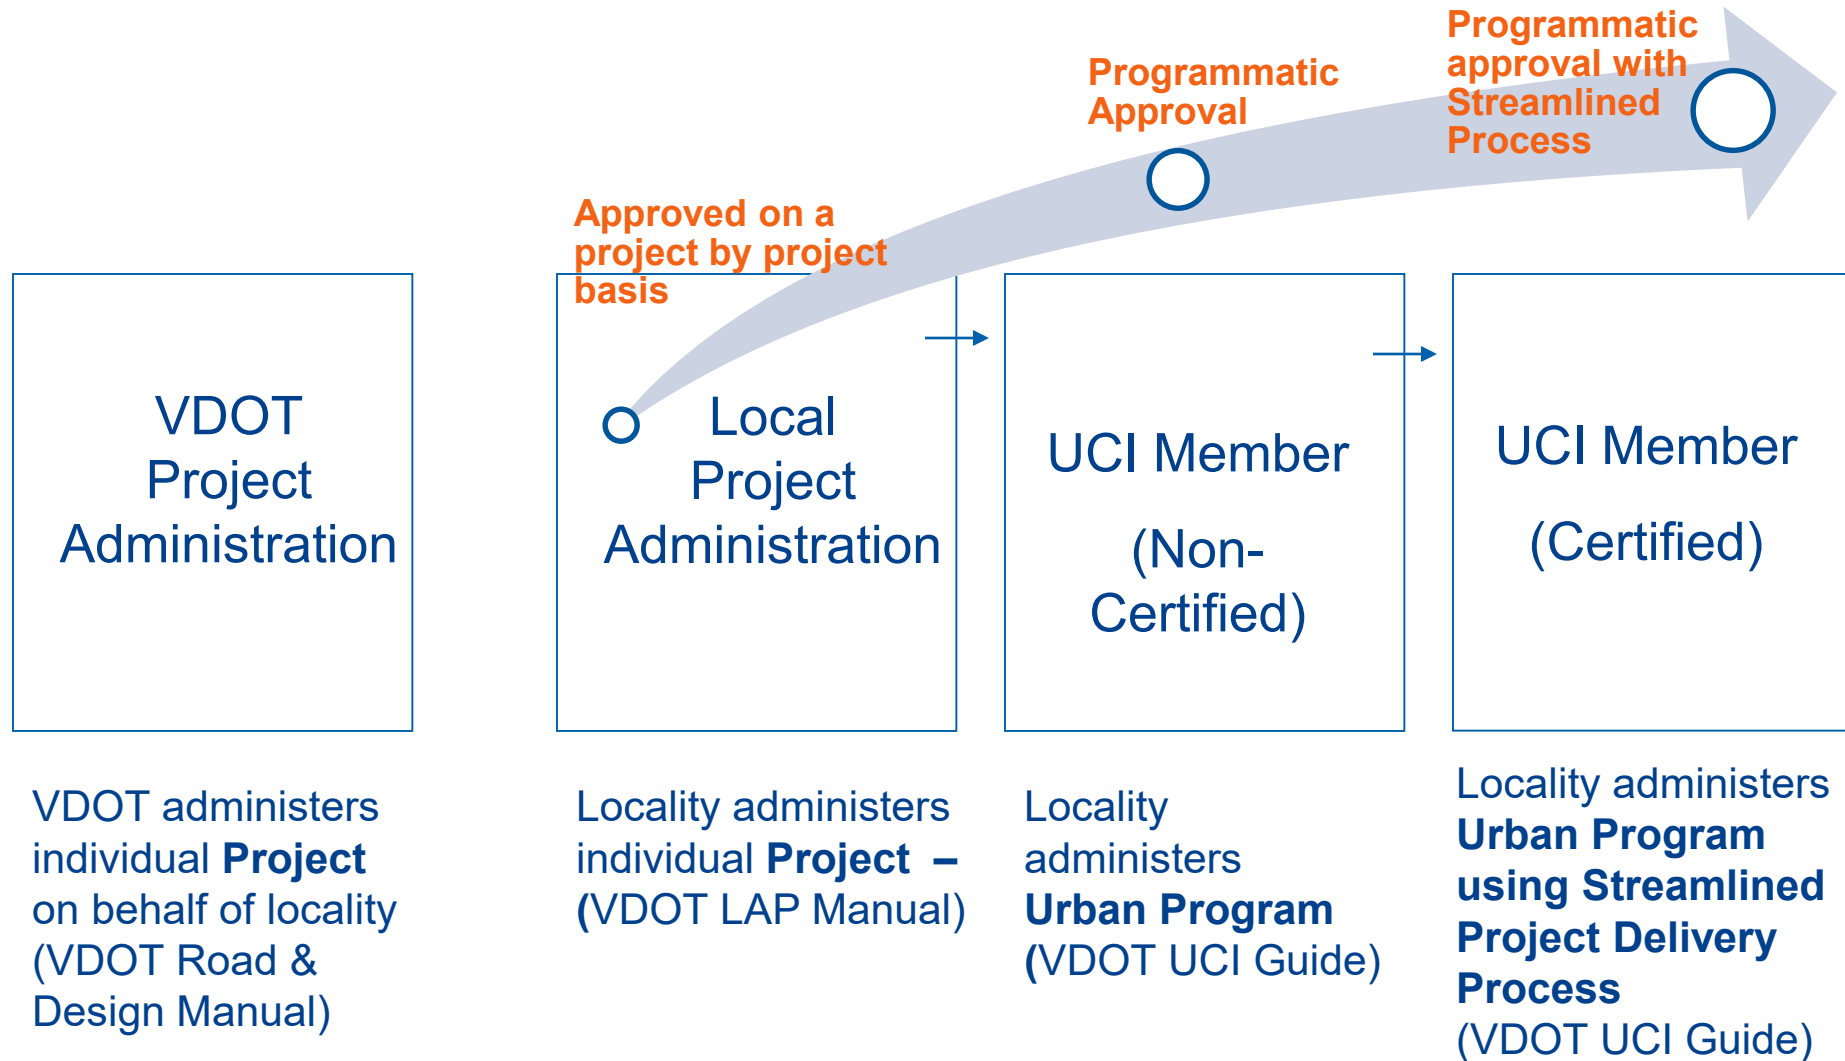 Programmatic
approval with
Streamlined
Process
Programmatic
Approval
Approved on a
project by project
basis
VDOT
Project
Administration
Local
Project
Administration
UCI Member
(Non-
Certified)
UCI Member
(Certified)
VDOT administers
individual Project
on behalf of locality
(VDOT Road &
Design Manual)
Locality administers
individual Project –
(VDOT LAP Manual)
Locality
administers
Urban Program
(VDOT UCI Guide)
Locality administers
Urban Program
using Streamlined
Project Delivery
Process
(VDOT UCI Guide)